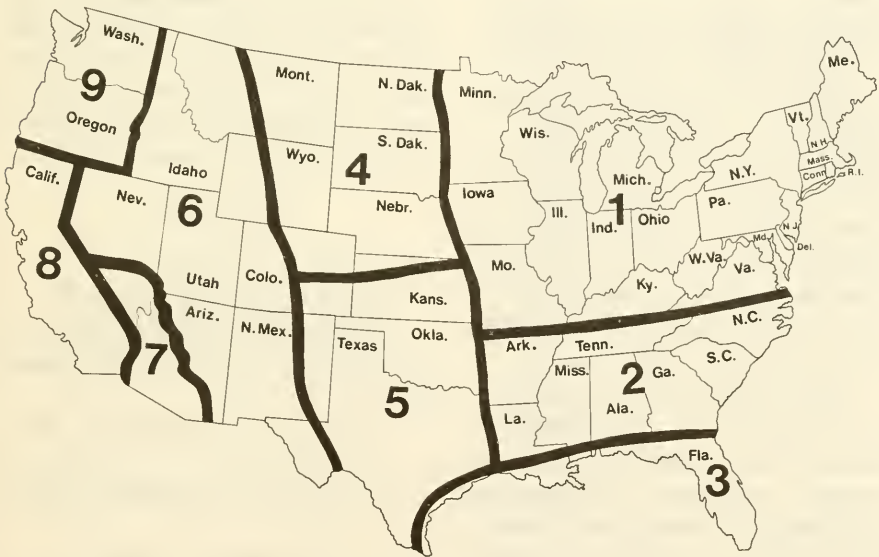 Wash.
9
Oregon
Mont.
N. Dak.
Minn.
Me.
Vt.
N.H.
Wis.
Idaho
Wyo.
S. Dak.
4
Mich.
N.Y.
Mass.
Conn
R.I.
Calif.
Nev.
6
Nebr.
Iowa
Ill.
Ind.
1
Ohio
Pa.
N.J.
Md.
Del.
8
Utah
Colo.
Kans.
Mo.
W.Va.
Va.
Ky.
7
Ariz.
N.Mex.
Texas
Okla.
Ark.
Tenn.
N.C.
S.C.
5
Miss.
2
Ga.
Ala.
La.
Fla.
3